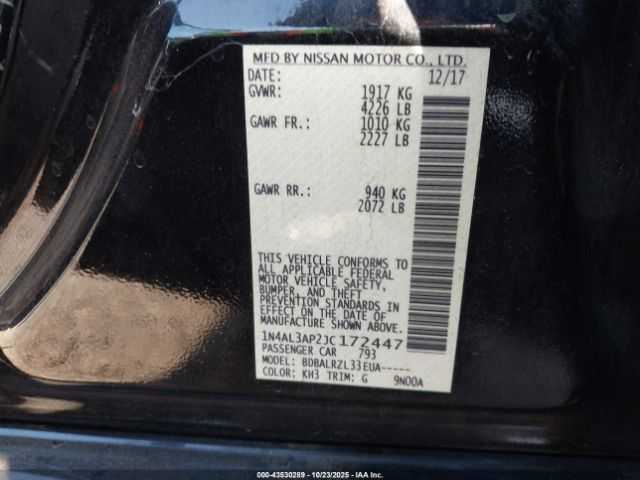 MFD BY NISSAN MOTOR CO., LTD.
DATE: 12/17
GVWR: 1917 KG
4226 LB
GAWR FR.: 1010 KG
2227 LB
GAWR RR.: 940 KG
2072 LB
THIS VEHICLE CONFORMS TO
ALL APPLICABLE FEDERAL
MOTOR VEHICLE SAFETY,
BUMPER, AND THEFT
PREVENTION STANDARDS IN
EFFECT ON THE DATE OF
MANUFACTURE SHOWN ABOVE.
1N4AL3AP2JC172447
PASSENGER CAR 793
MODEL: BDBALRZL33EUA-----
COLOR: KH3 TRIM: G 9N00A
© 00-43530289 - 10/23/2025 - IAA Inc.